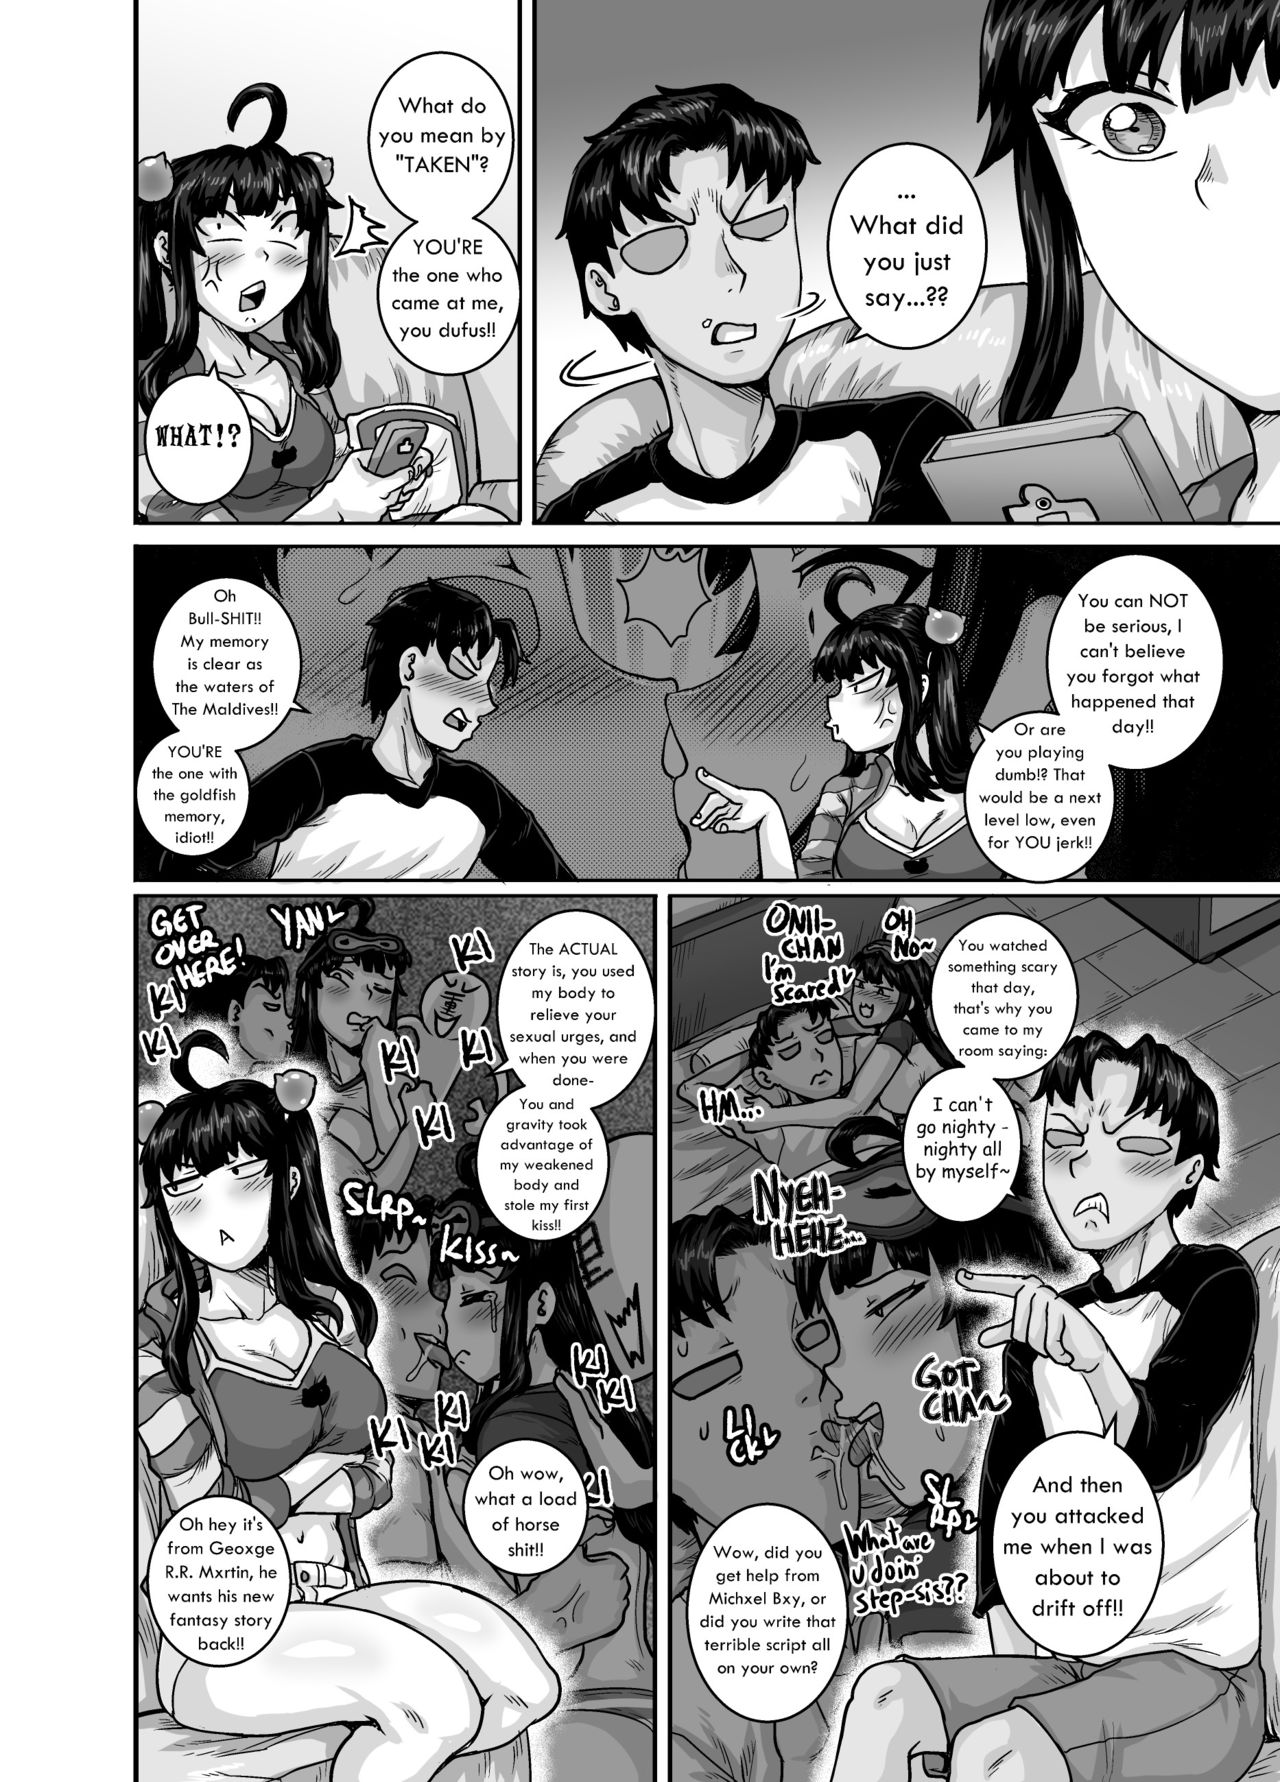 What do
you mean by
"TAKEN"?
YOU'RE
the one who
came at me,
you dufus!!
WHAT!?
...
What did
you just
say...??
Oh
Bull-SHIT!!
My memory
is clear as
the waters of
The Maldives!!
YOU'RE
the one with
the goldfish
memory,
idiot!!
You can NOT
be serious, I
can't believe
you forgot what
happened that
day!!
Or are
you playing
dumb!? That
would be a next
level low, even
for YOU jerk!!
GET
OVER
HERE!
YAN
KI
KI
KI
KI
KI
KI
The ACTUAL
story is, you used
my body to
relieve your
sexual urges, and
when you were
done-
You and
gravity took
advantage of
my weakened
body and
stole my first
kiss!!
SLRP~
KISS~
KI
KI
KI
KI
KI
KI
Oh wow,
what a load
of horse
shit!!
Oh hey it's
from Geoxge
R.R. Mxrtin, he
wants his new
fantasy story
back!!
ONII-
CHAN
I'm
scared
OH
NO~
You watched
something scary
that day,
that's why you
came to my
room saying:
HM...
I can't
go nighty -
nighty all
by myself~
NYEH-
HEHE...
GOT
CHA~
LI
CK
SL
RP
What are
u doin'
step-sis??
And then
you attacked
me when I was
about to
drift off!!
Wow, did you
get help from
Michxel Bxy, or
did you write that
terrible script all
on your own?